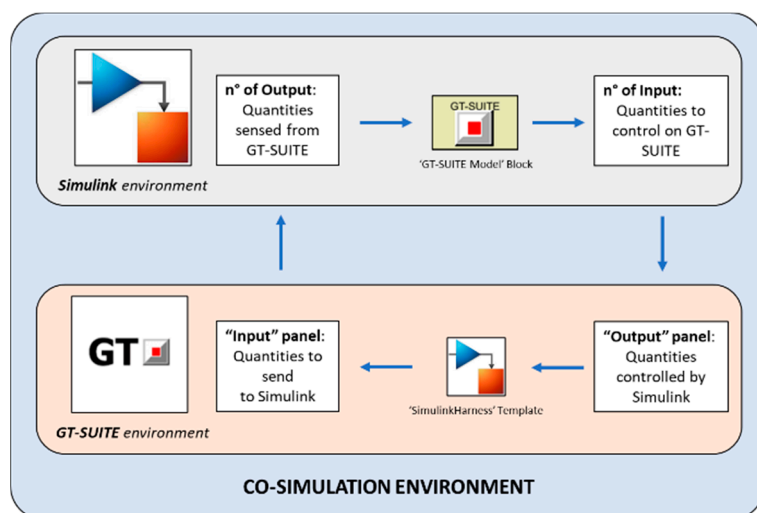 n° of Output:
Quantities
sensed from
GT-SUITE
GT-SUITE
'GT-SUITE Model' Block
n° of Input:
Quantities to
control on GT-
SUITE
Simulink environment
GT
"Input" panel:
Quantities to
send
to Simulink
'SimulinkHarness' Template
"Output" panel:
Quantities
controlled by
Simulink
GT-SUITE environment
CO-SIMULATION ENVIRONMENT